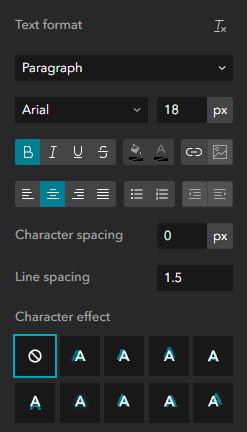 Text format
Paragraph
Arial 18 px
B I U S A
Character spacing 0 px
Line spacing 1.5
Character effect
A A A A
A A A A A